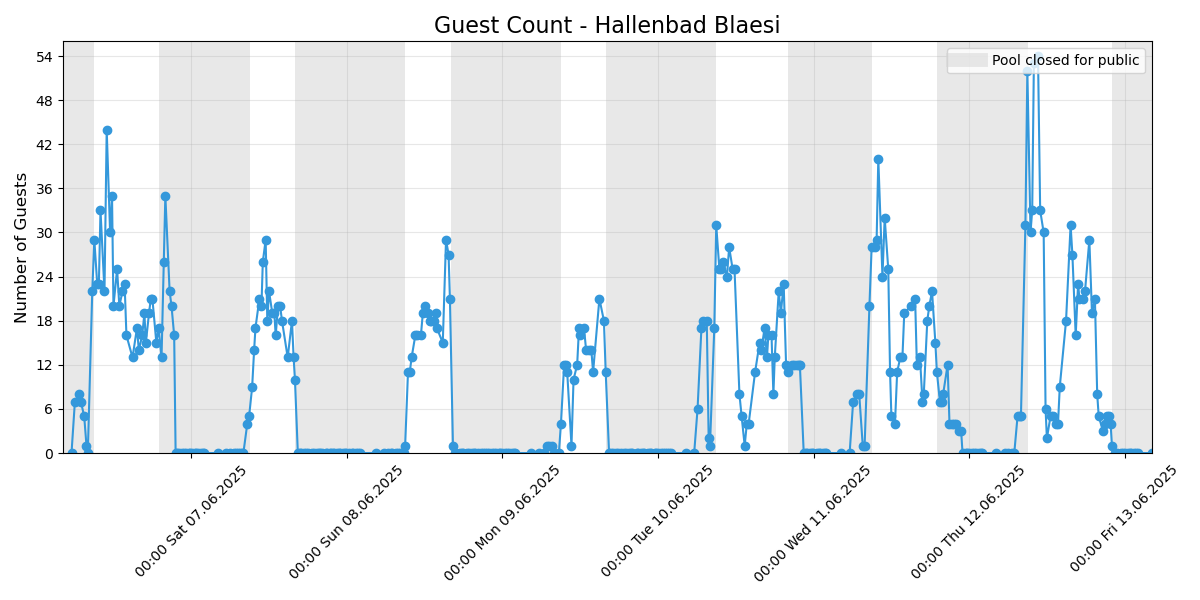 Guest Count - Hallenbad Blaesi
Pool closed for public
Number of Guests
54
48
42
36
30
24
18
12
6
0
00:00 Sat 07.06.2025
00:00 Sun 08.06.2025
00:00 Mon 09.06.2025
00:00 Tue 10.06.2025
00:00 Wed 11.06.2025
00:00 Thu 12.06.2025
00:00 Fri 13.06.2025